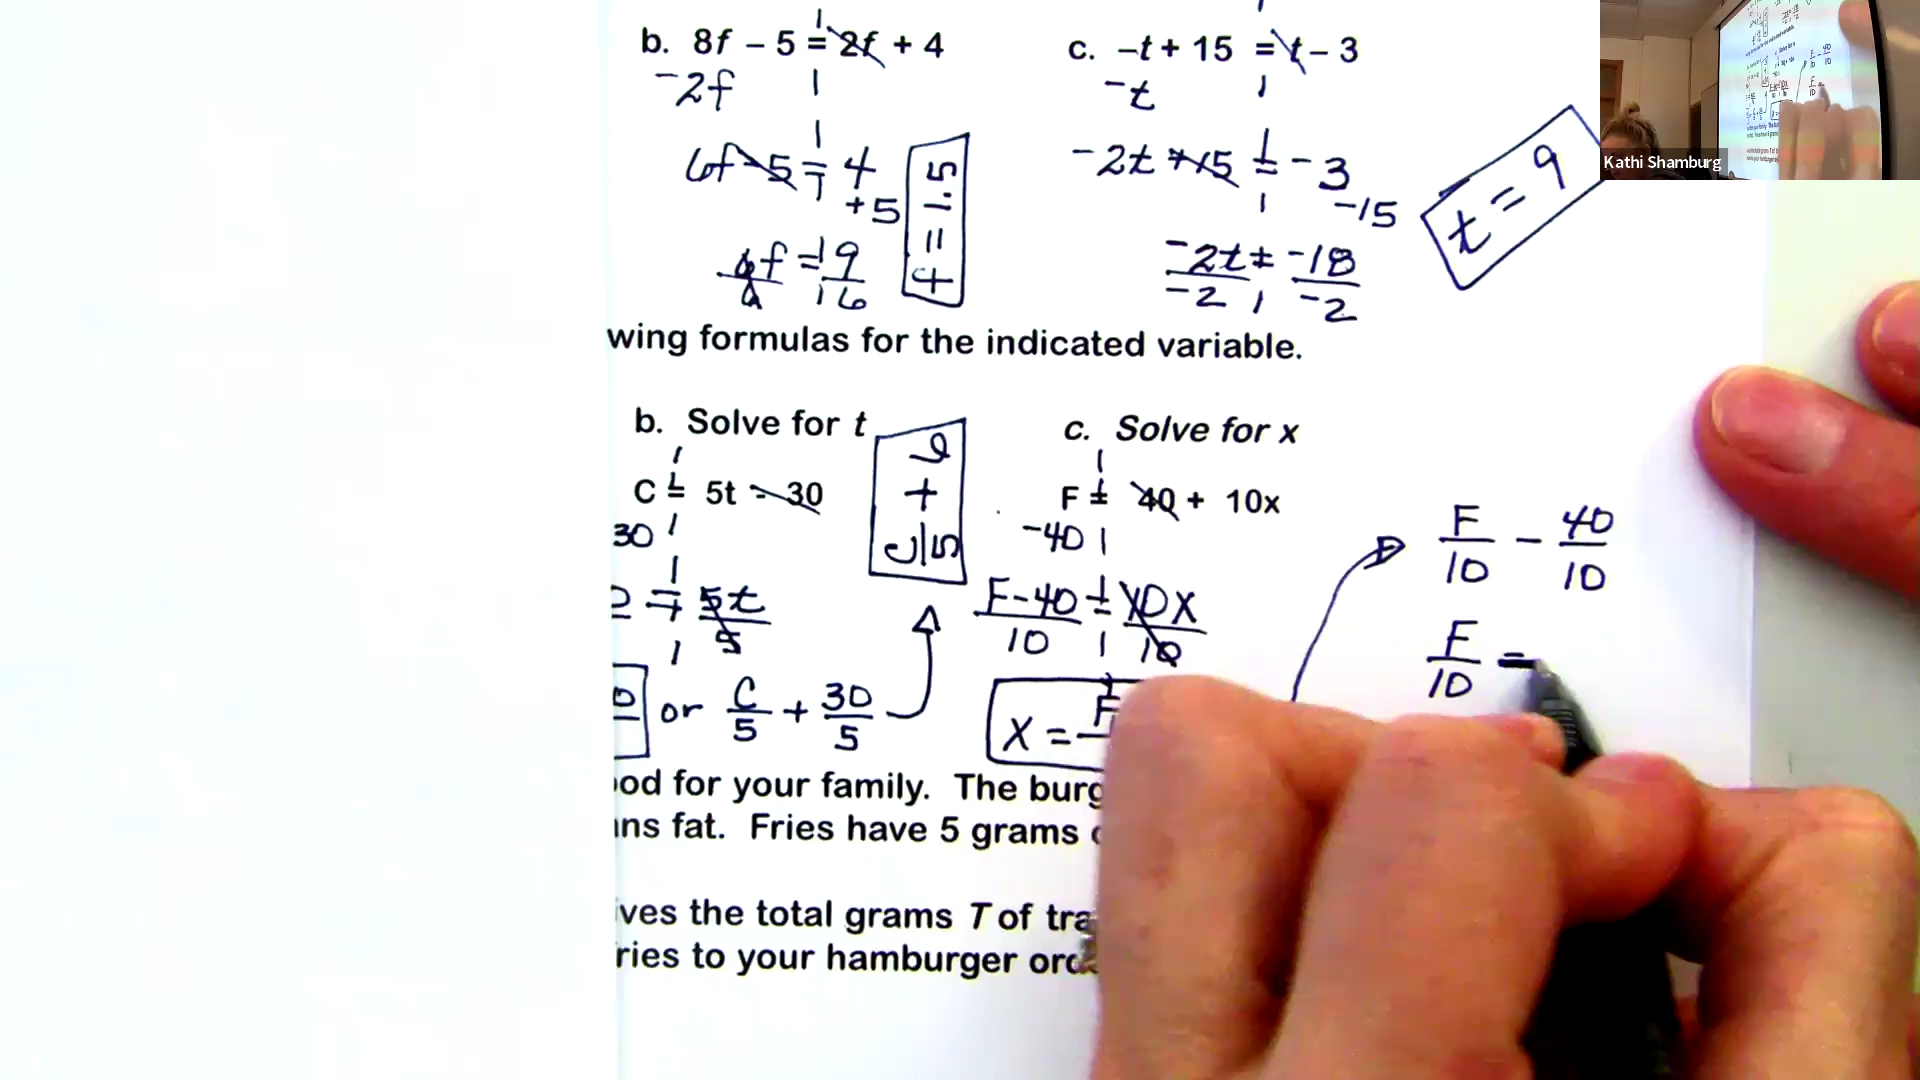 b. 8f – 5 = 2f + 4
-2f
6f - 5 = 4
+5
6f = 9
6 6
f = 1.5
c. –t + 15 = t – 3
-t
-2t + 15 = -3
-15
-2t = -18
-2 -2
t = 9
Kathi Shamburg
wing formulas for the indicated variable.
b. Solve for t
C = 5t - 30
30
= 5t
5
or C/5 + 30/5
C/5 + 6
c. Solve for x
F = 40 + 10x
-40
F-40 = 10x
10 10
x = F
F/10 - 40/10
F/10 =
ood for your family. The burg
ans fat. Fries have 5 grams
ives the total grams T of tra
ries to your hamburger ord